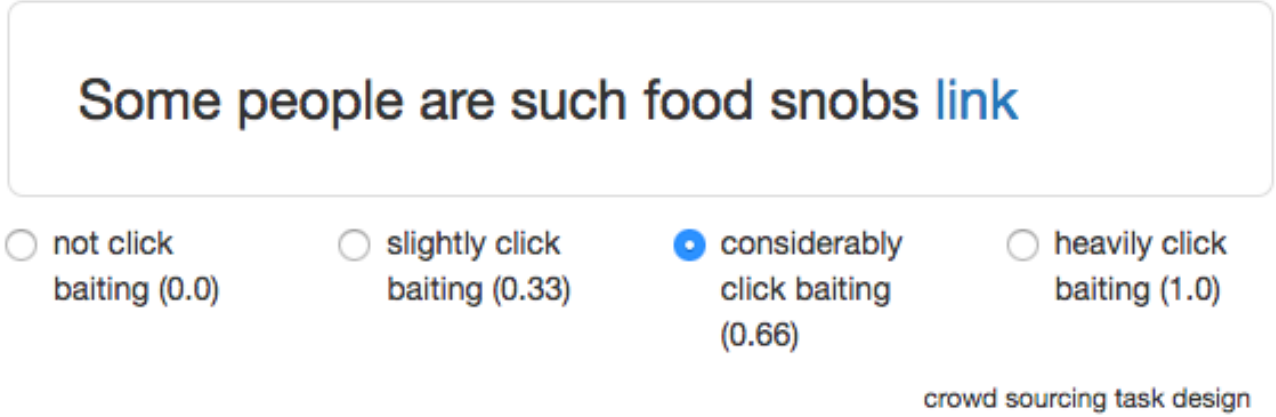 Some people are such food snobs link
not click
baiting (0.0)
slightly click
baiting (0.33)
considerably
click baiting
(0.66)
heavily click
baiting (1.0)
crowd sourcing task design